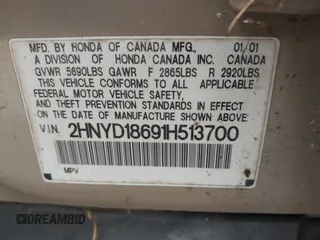 MFD. BY HONDA OF CANADA MFG., 01/01
A DIVISION OF HONDA CANADA INC. CANADA
GVWR 5690LBS GAWR F 2865LBS R 2920LBS
THIS VEHICLE CONFORMS TO ALL APPLICABLE
FEDERAL MOTOR VEHICLE SAFETY AND
THEFT PREVENTION STANDARDS IN EFFECT ON
THE DATE OF MANUFACTURE SHOWN ABOVE.
V.I.N. 2HNYD18691H513700
MPV
DREAMBID